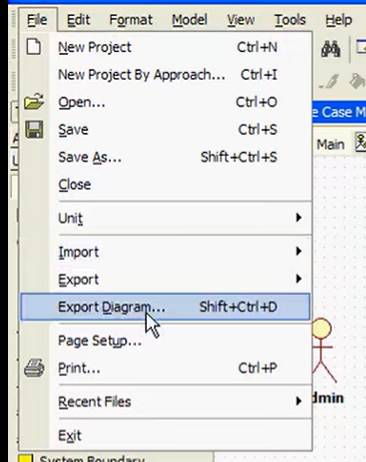 File Edit Format Model View Tools Help
New Project Ctrl+N
New Project By Approach... Ctrl+I
Open... Ctrl+O
Save Ctrl+S
Save As... Shift+Ctrl+S
Close
Unit
Import
Export
Export Diagram... Shift+Ctrl+D
Page Setup...
Print... Ctrl+P
Recent Files
Exit
e Case M
Main
dmin
System Boundary